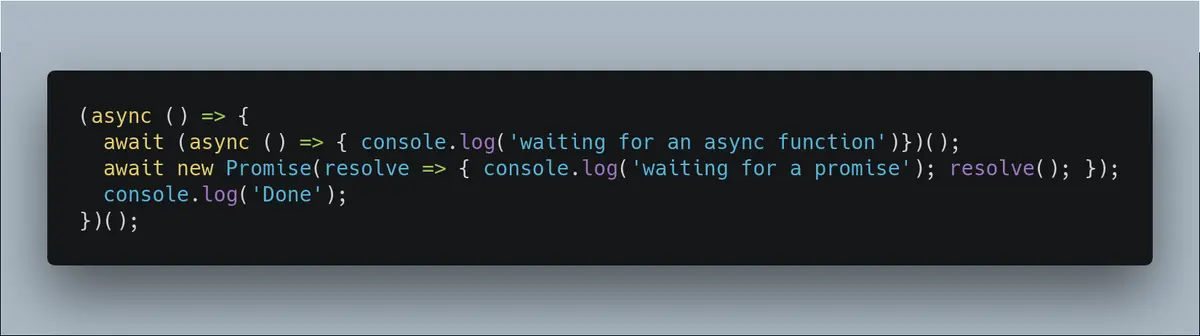 (async () => {
  await (async () => { console.log('waiting for an async function')})();
  await new Promise(resolve => { console.log('waiting for a promise'); resolve(); });
  console.log('Done');
})();